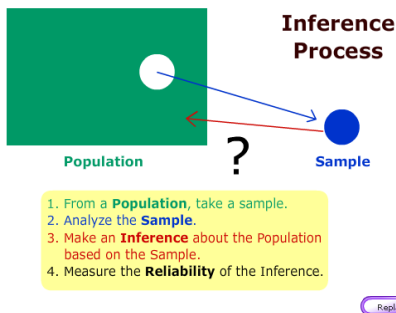 Inference
Process
Population
?
Sample
1. From a Population, take a sample.
2. Analyze the Sample.
3. Make an Inference about the Population
based on the Sample.
4. Measure the Reliability of the Inference.